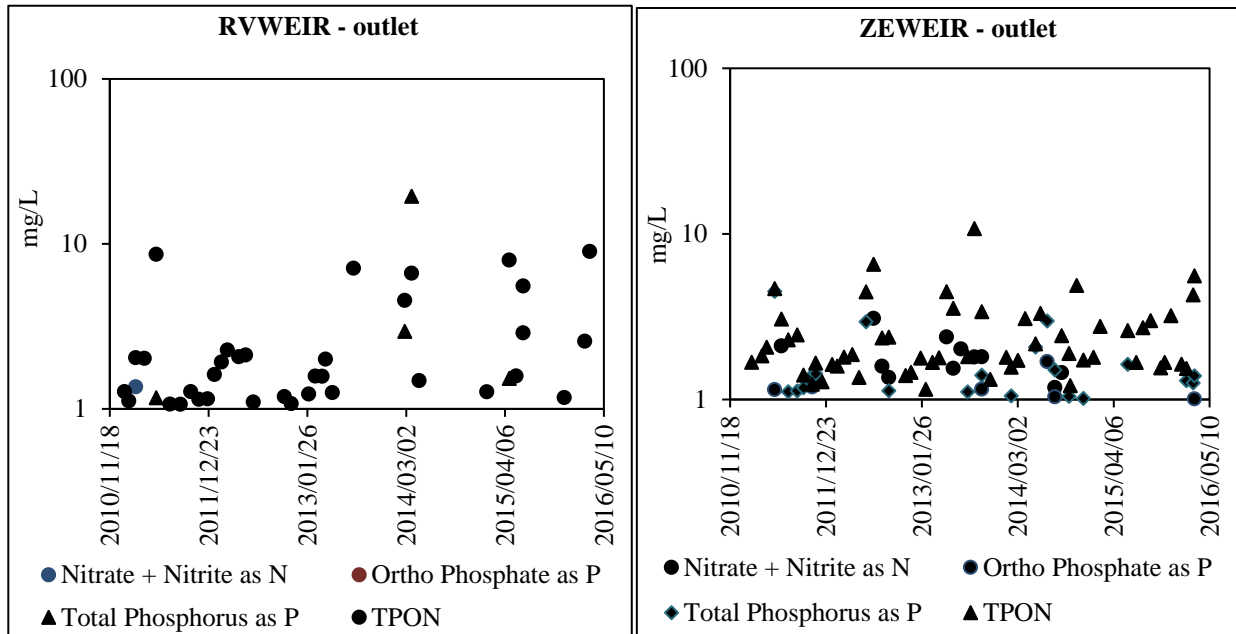 RVWEIR - outlet
100
10
1
mg/L
2010/11/18
2011/12/23
2013/01/26
2014/03/02
2015/04/06
2016/05/10
Nitrate + Nitrite as N
Ortho Phosphate as P
Total Phosphorus as P
TPON
ZEWEIR - outlet
100
10
1
mg/L
2010/11/18
2011/12/23
2013/01/26
2014/03/02
2015/04/06
2016/05/10
Nitrate + Nitrite as N
Ortho Phosphate as P
Total Phosphorus as P
TPON